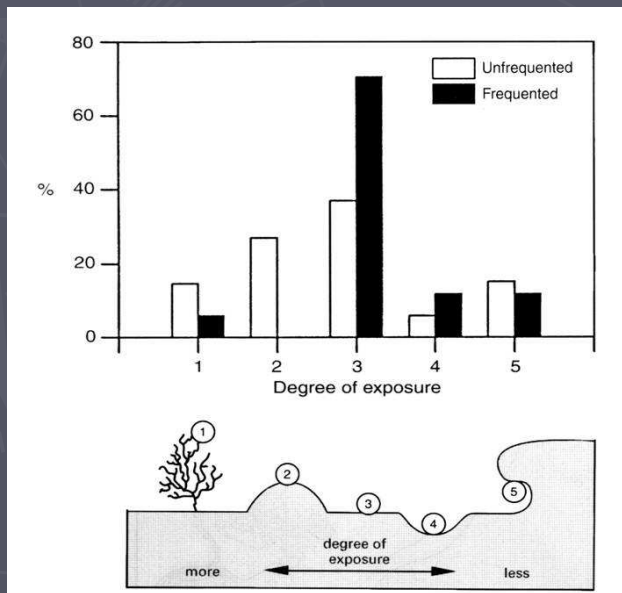 80
60
%
40
20
0
Unfrequented
Frequented
1 2 3 4 5
Degree of exposure
1
2
3
4
5
degree of
exposure
more
less